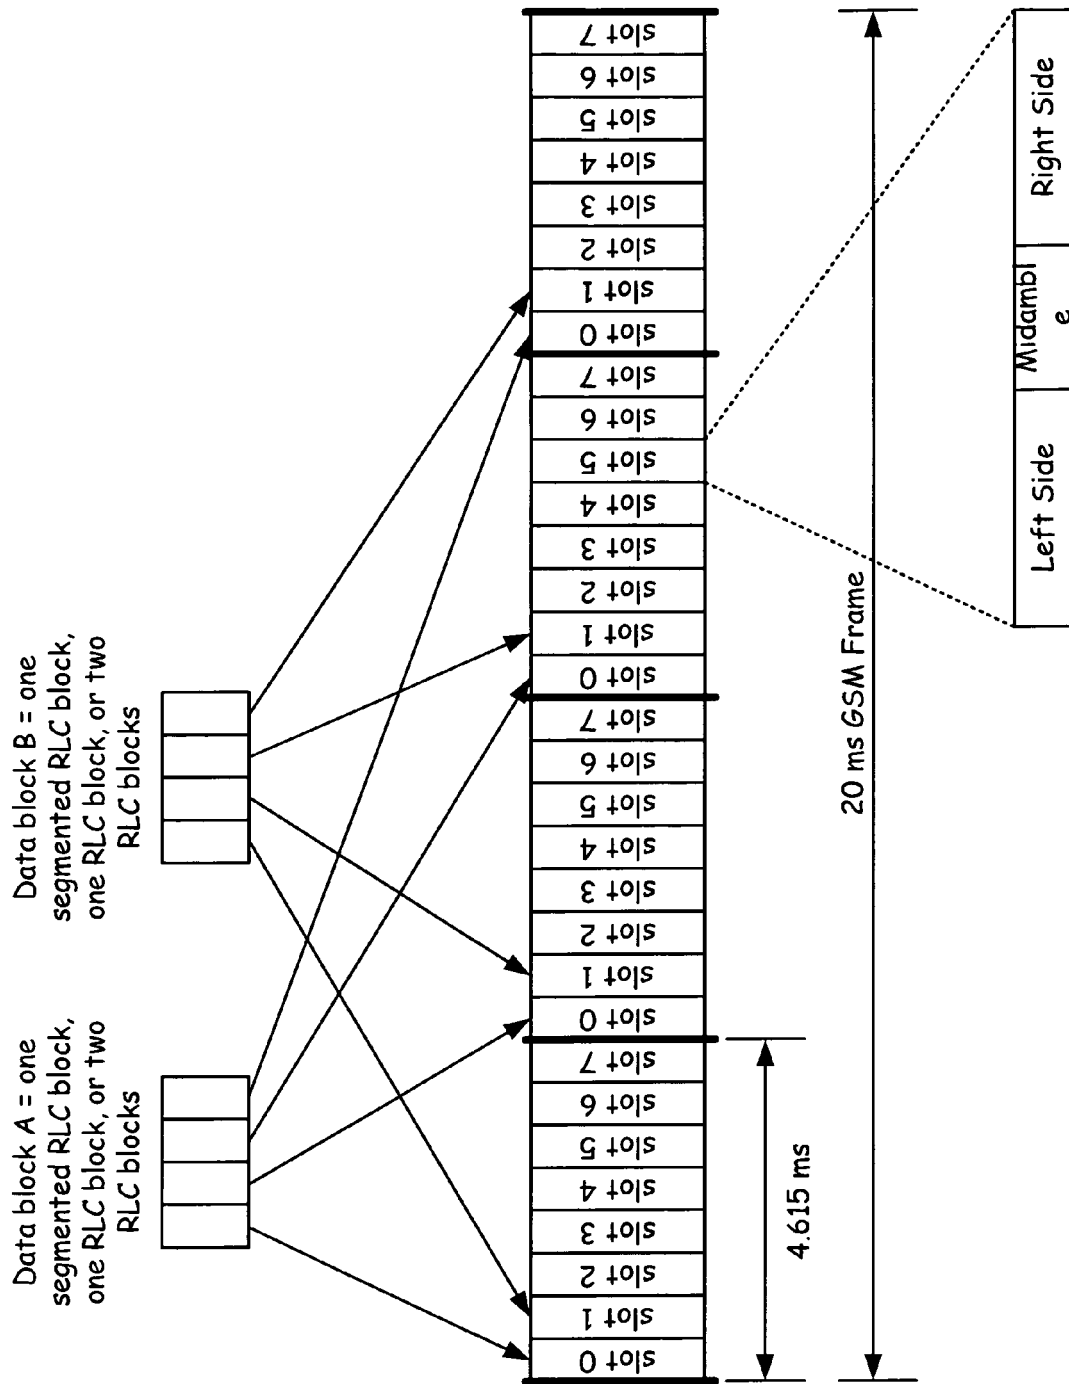 Data block A = one
segmented RLC block,
one RLC block, or two
RLC blocks
Data block B = one
segmented RLC block,
one RLC block, or two
RLC blocks
slot 0
slot 1
slot 2
slot 3
slot 4
slot 5
slot 6
slot 7
slot 0
slot 1
slot 2
slot 3
slot 4
slot 5
slot 6
slot 7
slot 0
slot 1
slot 2
slot 3
slot 4
slot 5
slot 6
slot 7
slot 0
slot 1
slot 2
slot 3
slot 4
slot 5
slot 6
slot 7
4.615 ms
20 ms GSM Frame
Left Side
Midambl
e
Right Side